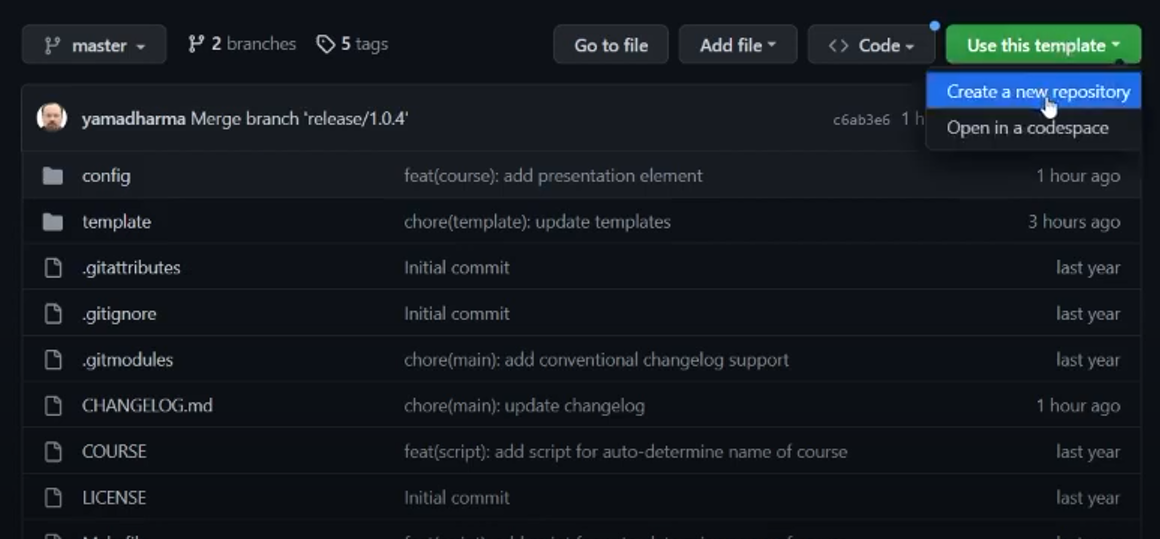 master 2 branches 5 tags Go to file Add file Code Use this template
Create a new repository
Open in a codespace
yamadharma Merge branch 'release/1.0.4' c6ab3e6 1 h
config feat(course): add presentation element 1 hour ago
template chore(template): update templates 3 hours ago
.gitattributes Initial commit last year
.gitignore Initial commit last year
.gitmodules chore(main): add conventional changelog support last year
CHANGELOG.md chore(main): update changelog 1 hour ago
COURSE feat(script): add script for auto-determine name of course last year
LICENSE Initial commit last year